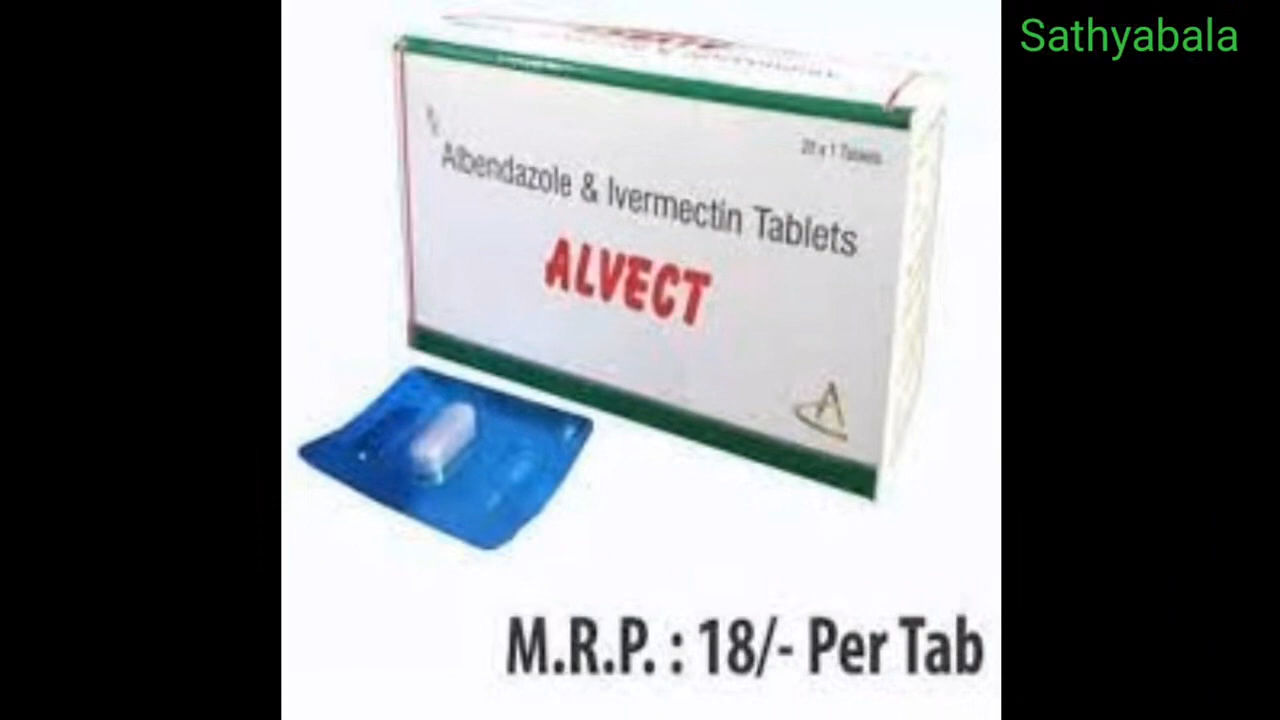 Sathyabala
20 x 1 Tablets
Albendazole & Ivermectin Tablets
ALVECT
M.R.P. : 18/- Per Tab